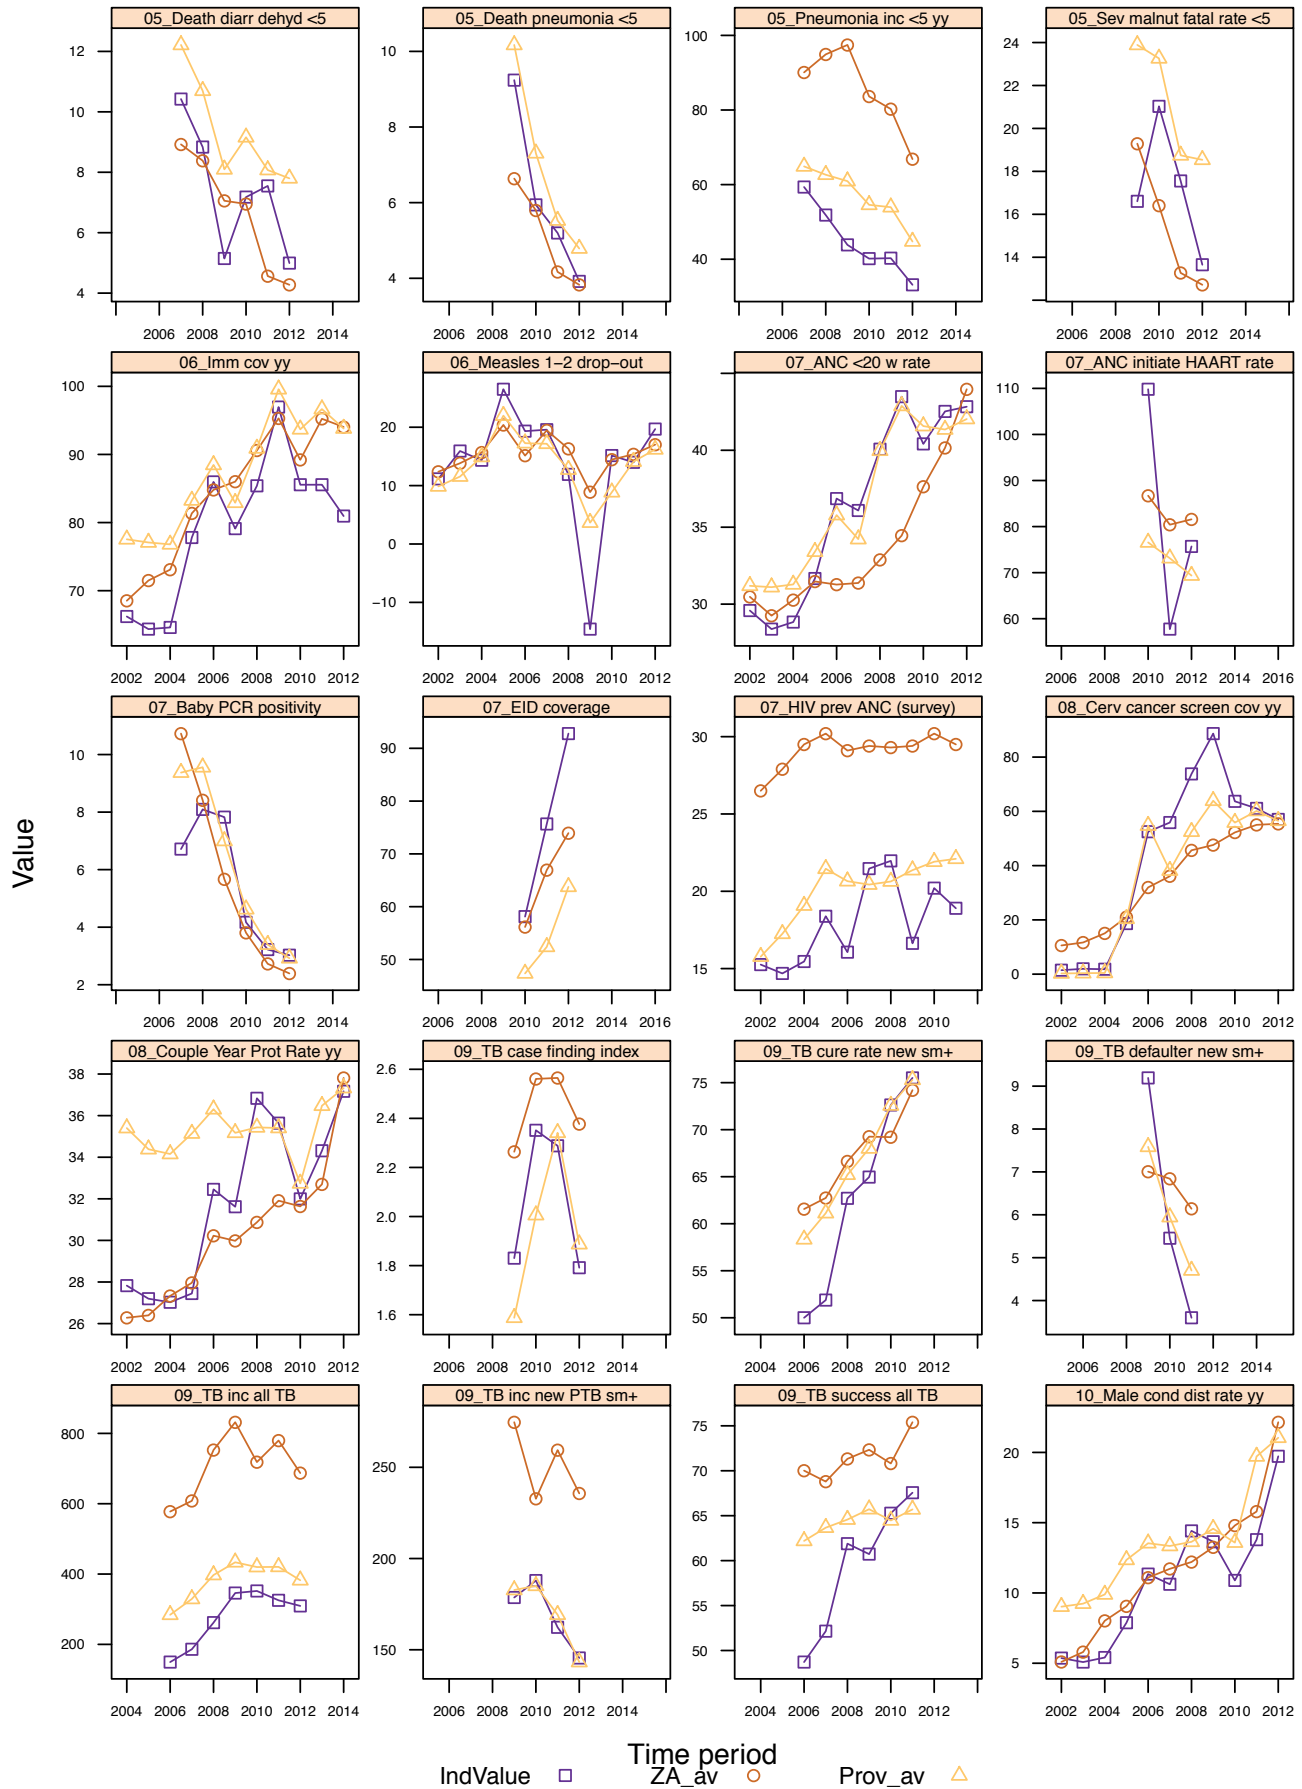 05_Death diarr dehyd <5
05_Death pneumonia <5
05_Pneumonia inc <5 yy
05_Sev malnut fatal rate <5
12
10
8
6
4
10
8
6
4
100
80
60
40
24
22
20
18
16
14
2006 2008 2010 2012 2014
2006 2008 2010 2012 2014
2006 2008 2010 2012 2014
2006 2008 2010 2012 2014
06_Imm cov yy
06_Measles 1−2 drop−out
07_ANC <20 w rate
07_ANC initiate HAART rate
100
90
80
70
20
10
0
−10
40
35
30
110
100
90
80
70
60
2002 2004 2006 2008 2010 2012
2002 2004 2006 2008 2010 2012
2002 2004 2006 2008 2010 2012
2006 2008 2010 2012 2014 2016
07_Baby PCR positivity
07_EID coverage
07_HIV prev ANC (survey)
08_Cerv cancer screen cov yy
10
8
6
4
2
90
80
70
60
50
30
25
20
15
80
60
40
20
0
2006 2008 2010 2012 2014
2006 2008 2010 2012 2014 2016
2002 2004 2006 2008 2010
2002 2004 2006 2008 2010 2012
08_Couple Year Prot Rate yy
09_TB case finding index
09_TB cure rate new sm+
09_TB defaulter new sm+
38
36
34
32
30
28
26
2.6
2.4
2.2
2.0
1.8
1.6
75
70
65
60
55
50
9
8
7
6
5
4
2002 2004 2006 2008 2010 2012
2006 2008 2010 2012 2014
2004 2006 2008 2010 2012
2006 2008 2010 2012 2014
09_TB inc all TB
09_TB inc new PTB sm+
09_TB success all TB
10_Male cond dist rate yy
800
600
400
200
250
200
150
75
70
65
60
55
50
20
15
10
5
2004 2006 2008 2010 2012 2014
2006 2008 2010 2012 2014
2004 2006 2008 2010 2012
2002 2004 2006 2008 2010 2012
Value
Time period
IndValue ZA_av Prov_av